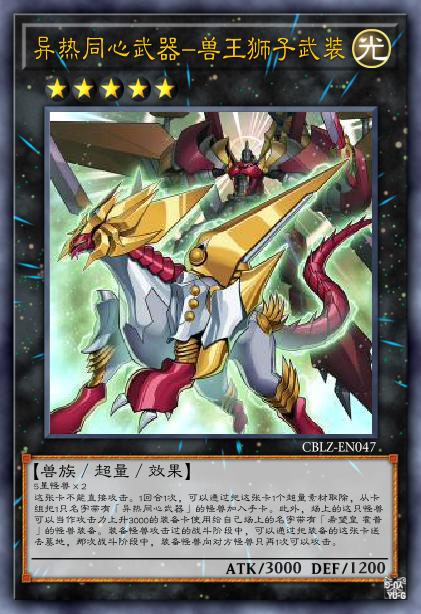 异热同心武器-兽王狮子武装
光
CBLZ-EN047
【兽族/超量/效果】
5星怪兽×2
这张卡不能直接攻击。1回合1次，可以通过把这张卡1个超量素材取除，从卡
组把1只名字带有「异热同心武器」的怪兽加入手卡。此外，场上的这只怪兽
可以当作攻击力上升3000的装备卡使用给自己场上的名字带有「希望皇 霍普
」的怪兽装备。装备怪兽攻击过的战斗阶段中，可以通过把装备的这张卡送
去墓地，那次战斗阶段中，装备怪兽向对方怪兽只再1次可以攻击。
ATK/3000 DEF/1200